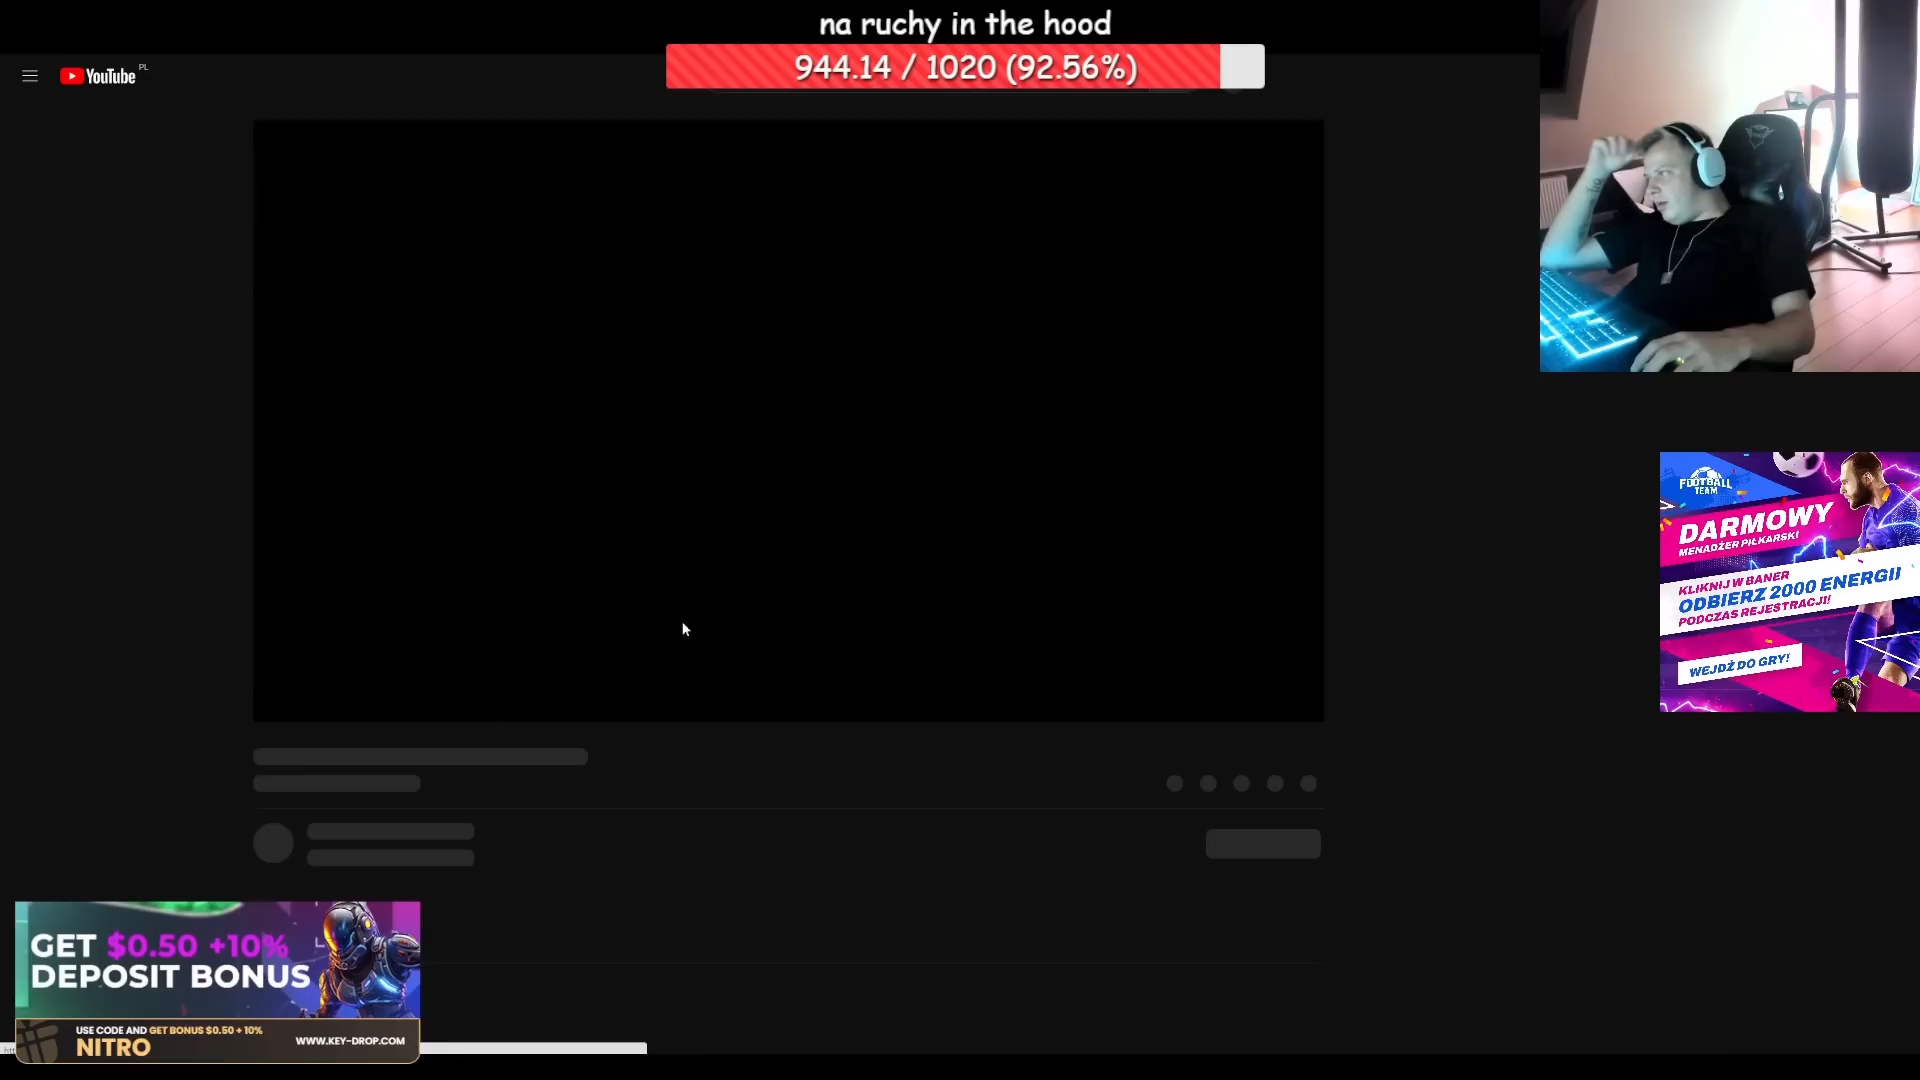 na ruchy in the hood
944.14 / 1020 (92.56%)
YouTube PL
FOOTBALL
TEAM
DARMOWY
MENADŻER PIŁKARSKI
KLIKNIJ W BANER
ODBIERZ 2000 ENERGII
PODCZAS REJESTRACJI!
WEJDŹ DO GRY!
GET $0.50 +10%
DEPOSIT BONUS
USE CODE AND GET BONUS $0.50 + 10%
NITRO
WWW.KEY-DROP.COM